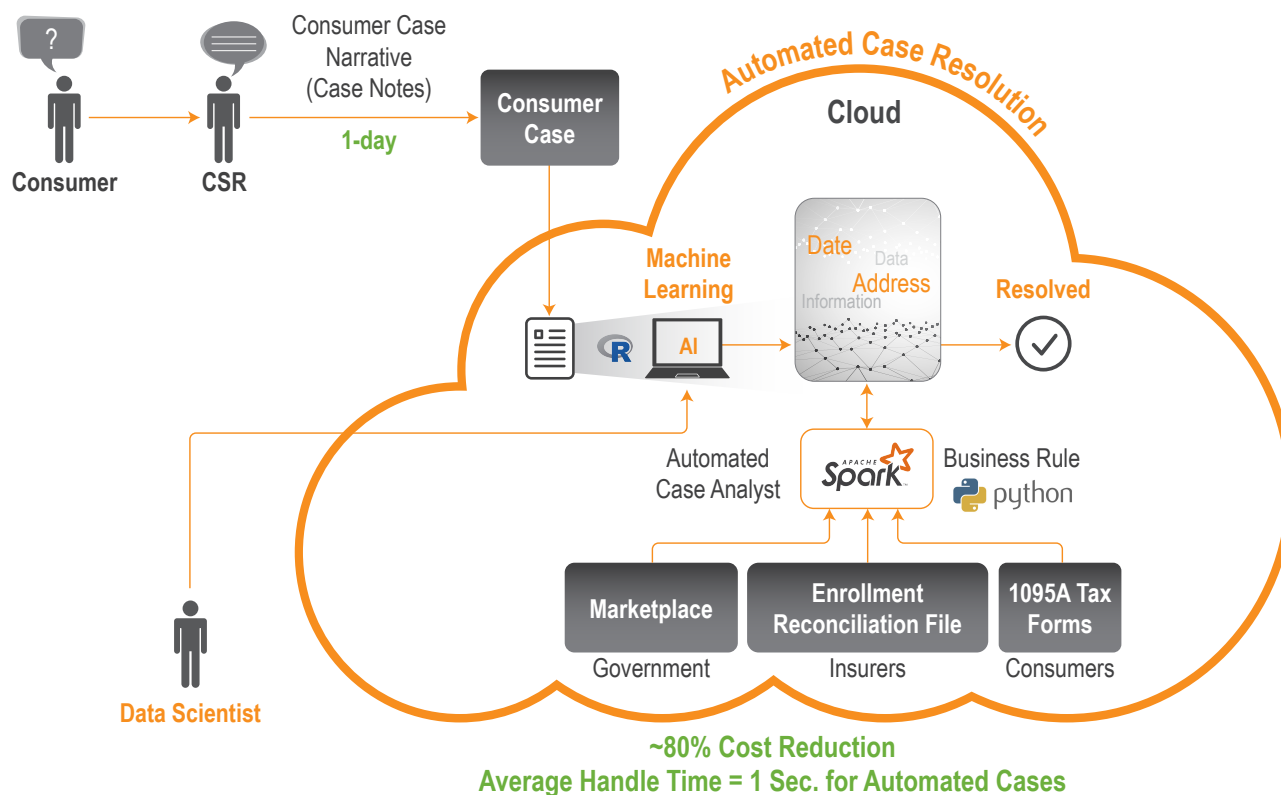 ?
Consumer Case
Narrative
(Case Notes)
1-day
Consumer
CSR
Consumer
Case
Automated Case Resolution
Cloud
Machine
Learning
R
AI
Date
Data
Address
Information
Resolved
Automated
Case Analyst
APACHE
Spark™
Business Rule
python
Marketplace
Government
Enrollment
Reconciliation File
Insurers
1095A Tax
Forms
Consumers
Data Scientist
~80% Cost Reduction
Average Handle Time = 1 Sec. for Automated Cases